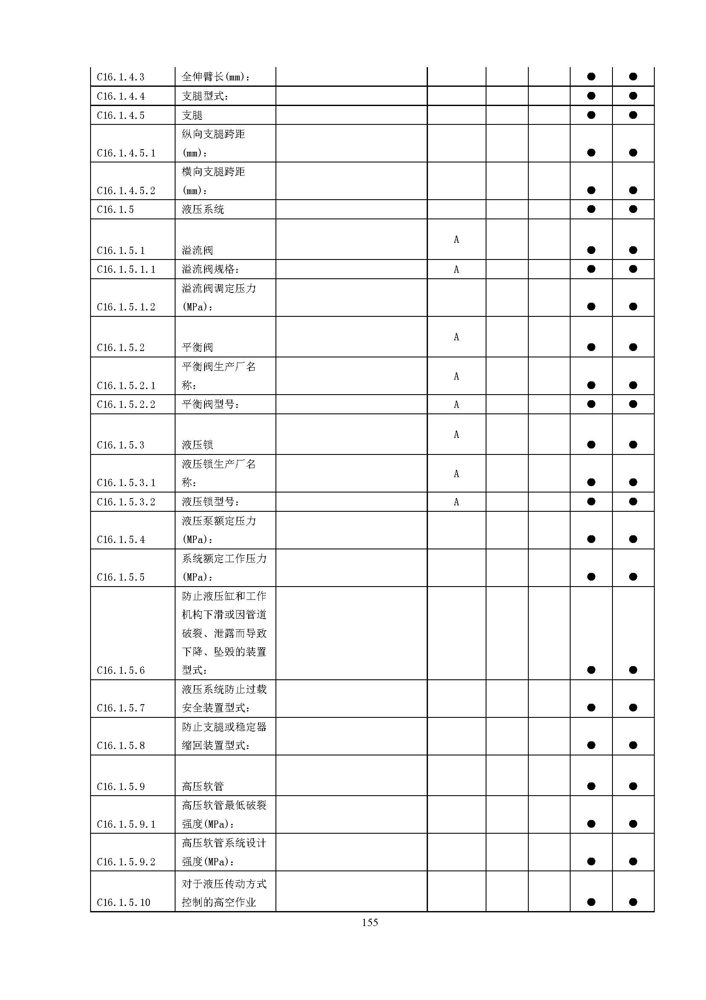 C16.1.4.3 全伸臂长(mm)： ● ●
C16.1.4.4 支腿型式： ● ●
C16.1.4.5 支腿 ● ●
纵向支腿跨距
C16.1.4.5.1 (mm)： ● ●
横向支腿跨距
C16.1.4.5.2 (mm)： ● ●
C16.1.5 液压系统 ● ●
A
C16.1.5.1 溢流阀 ● ●
C16.1.5.1.1 溢流阀规格： A ● ●
溢流阀调定压力
C16.1.5.1.2 (MPa)： ● ●
A
C16.1.5.2 平衡阀 ● ●
平衡阀生产厂名
A
C16.1.5.2.1 称： ● ●
C16.1.5.2.2 平衡阀型号： A ● ●
A
C16.1.5.3 液压锁 ● ●
液压锁生产厂名
A
C16.1.5.3.1 称： ● ●
C16.1.5.3.2 液压锁型号： A ● ●
液压泵额定压力
C16.1.5.4 (MPa)： ● ●
系统额定工作压力
C16.1.5.5 (MPa)： ● ●
防止液压缸和工作
机构下滑或因管道
破裂、泄露而导致
下降、坠毁的装置
C16.1.5.6 型式： ● ●
液压系统防止过载
C16.1.5.7 安全装置型式： ● ●
防止支腿或稳定器
C16.1.5.8 缩回装置型式： ● ●
C16.1.5.9 高压软管 ● ●
高压软管最低破裂
C16.1.5.9.1 强度(MPa)： ● ●
高压软管系统设计
C16.1.5.9.2 强度(MPa)： ● ●
对于液压传动方式
C16.1.5.10 控制的高空作业 ● ●
155